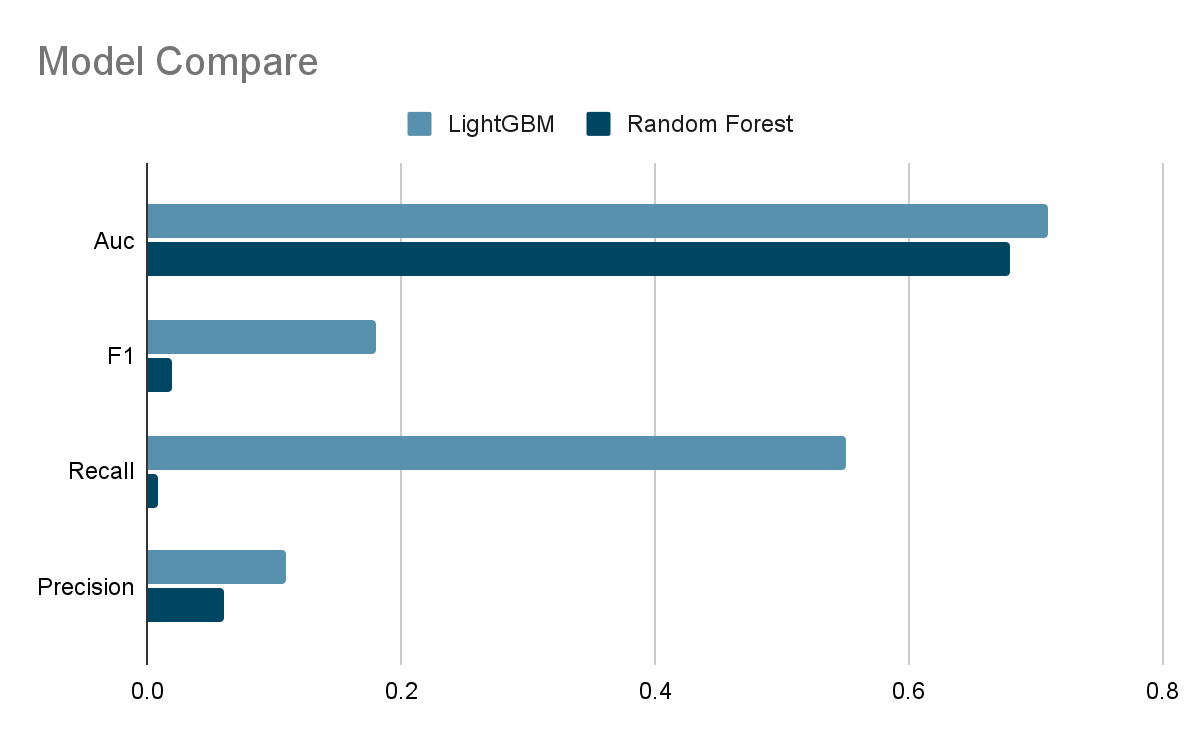 Model Compare
LightGBM Random Forest
Auc
F1
Recall
Precision
0.0 0.2 0.4 0.6 0.8